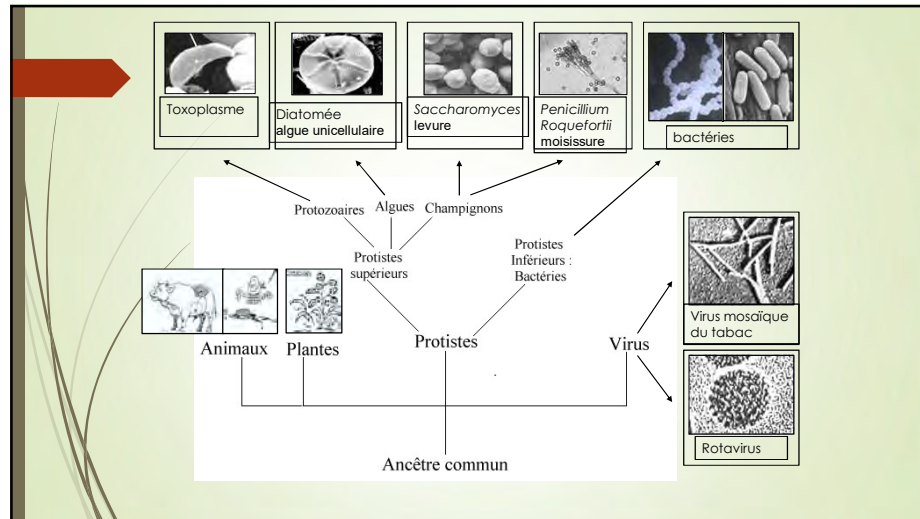 Toxoplasme
Diatomée
algue unicellulaire
Saccharomyces
levure
Penicillium
Roquefortii
moisissure
bactéries
Protozoaires
Algues
Champignons
Protistes
supérieurs
Protistes
Inférieurs :
Bactéries
Animaux
Plantes
Protistes
Virus
Virus mosaïque
du tabac
Rotavirus
Ancêtre commun